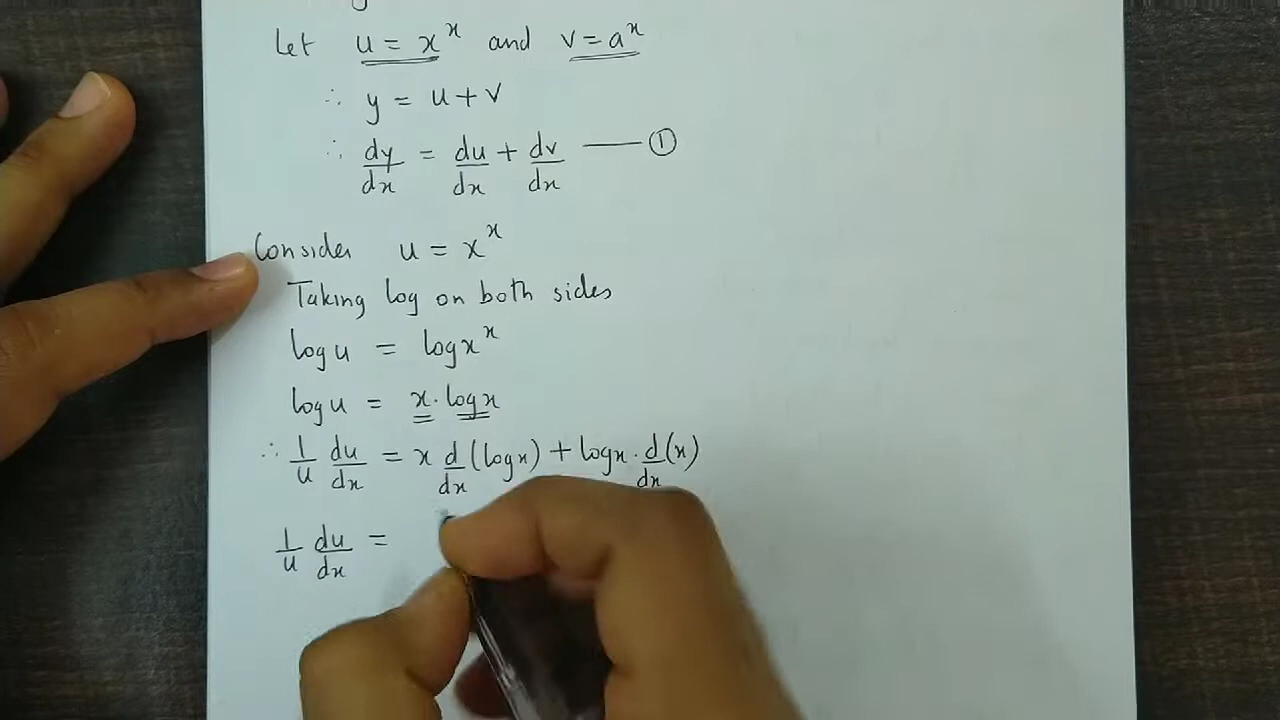 Let u = x^x and v = a^x
∴ y = u + v
∴ dy/dx = du/dx + dv/dx —— ①
Consider u = x^x
Taking log on both sides
log u = log x^x
log u = x · log x
∴ 1/u du/dx = x d/dx (log x) + log x · d/dx (x)
1/u du/dx =